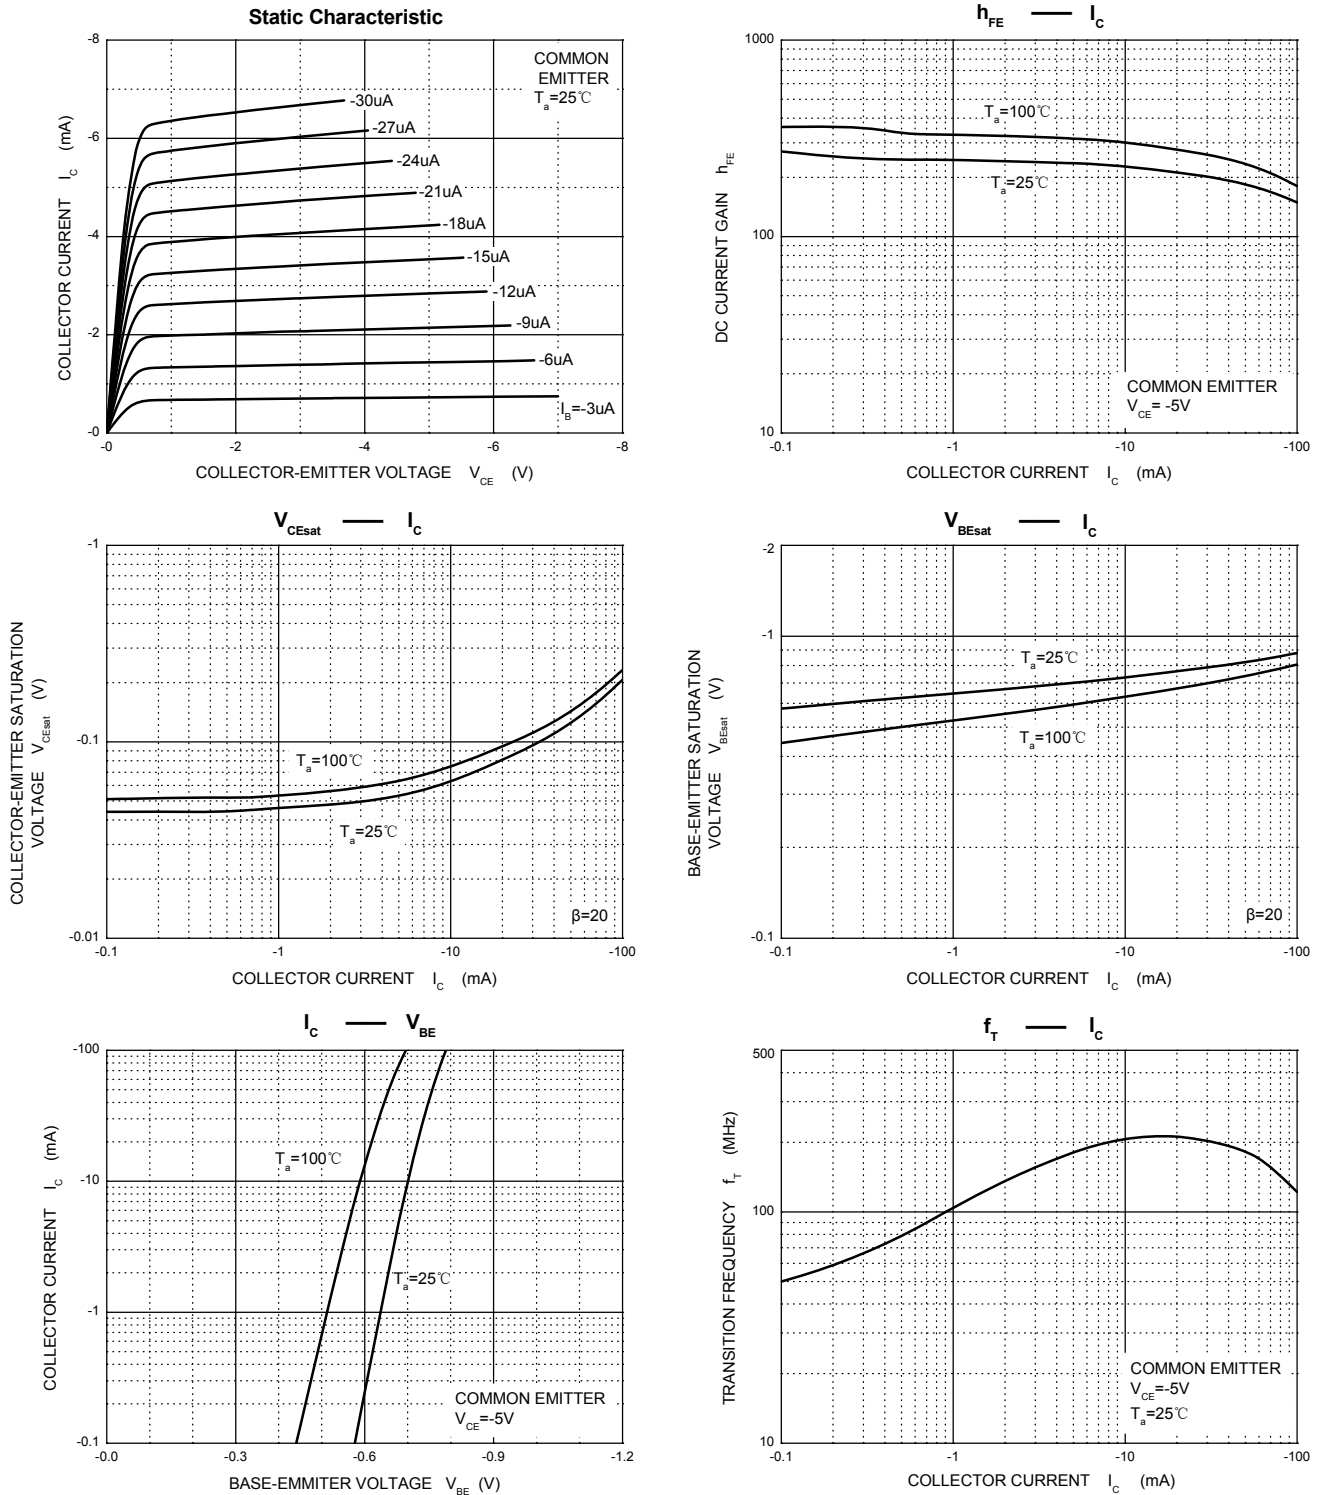 Static Characteristic
-8
-6
-4
-2
-0
COLLECTOR CURRENT I_C (mA)
COMMON
EMITTER
T_a=25℃
-30uA
-27uA
-24uA
-21uA
-18uA
-15uA
-12uA
-9uA
-6uA
I_B=-3uA
-0 -2 -4 -6 -8
COLLECTOR-EMITTER VOLTAGE V_CE (V)
h_FE I_C
1000
100
10
DC CURRENT GAIN h_FE
T_a=100℃
T_a=25℃
COMMON EMITTER
V_CE= -5V
-0.1 -1 -10 -100
COLLECTOR CURRENT I_C (mA)
V_CEsat I_C
-1
-0.1
-0.01
COLLECTOR-EMITTER SATURATION
VOLTAGE V_CEsat (V)
T_a=100℃
T_a=25℃
β=20
-0.1 -1 -10 -100
COLLECTOR CURRENT I_C (mA)
V_BEsat I_C
-2
-1
-0.1
BASE-EMITTER SATURATION
VOLTAGE V_BEsat (V)
T_a=25℃
T_a=100℃
β=20
-0.1 -1 -10 -100
COLLECTOR CURRENT I_C (mA)
I_C V_BE
-100
-10
-1
-0.1
COLLECTOR CURRENT I_C (mA)
T_a=100℃
T_a=25℃
COMMON EMITTER
V_CE=-5V
-0.0 -0.3 -0.6 -0.9 -1.2
BASE-EMMITER VOLTAGE V_BE (V)
f_T I_C
500
100
10
TRANSITION FREQUENCY f_T (MHz)
COMMON EMITTER
V_CE=-5V
T_a=25℃
-0.1 -1 -10 -100
COLLECTOR CURRENT I_C (mA)